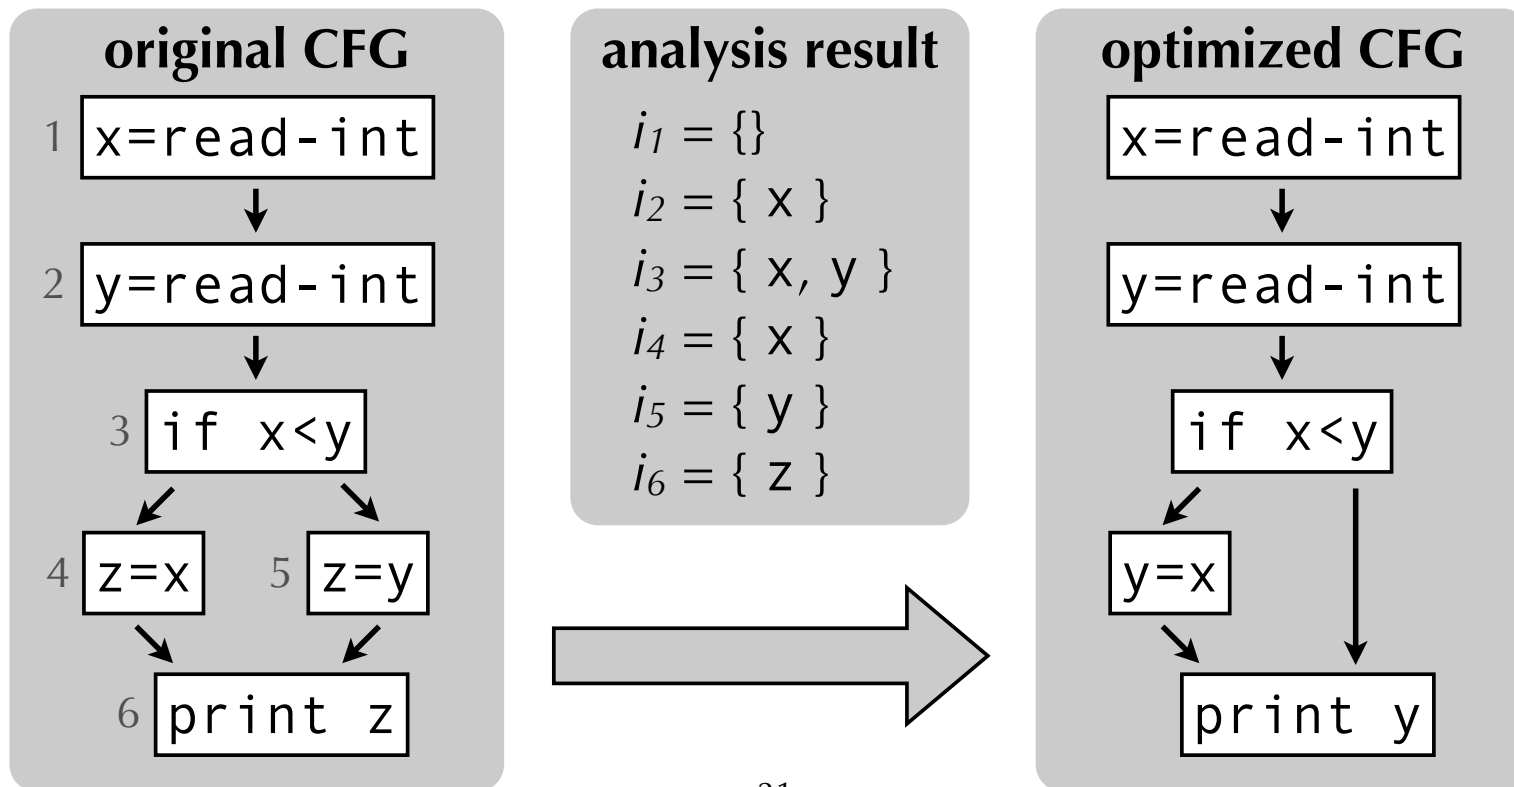 original CFG
1 x=read-int
2 y=read-int
3 if x<y
4 z=x 5 z=y
6 print z
analysis result
i1 = {}
i2 = { x }
i3 = { x, y }
i4 = { x }
i5 = { y }
i6 = { z }
optimized CFG
x=read-int
y=read-int
if x<y
y=x
print y